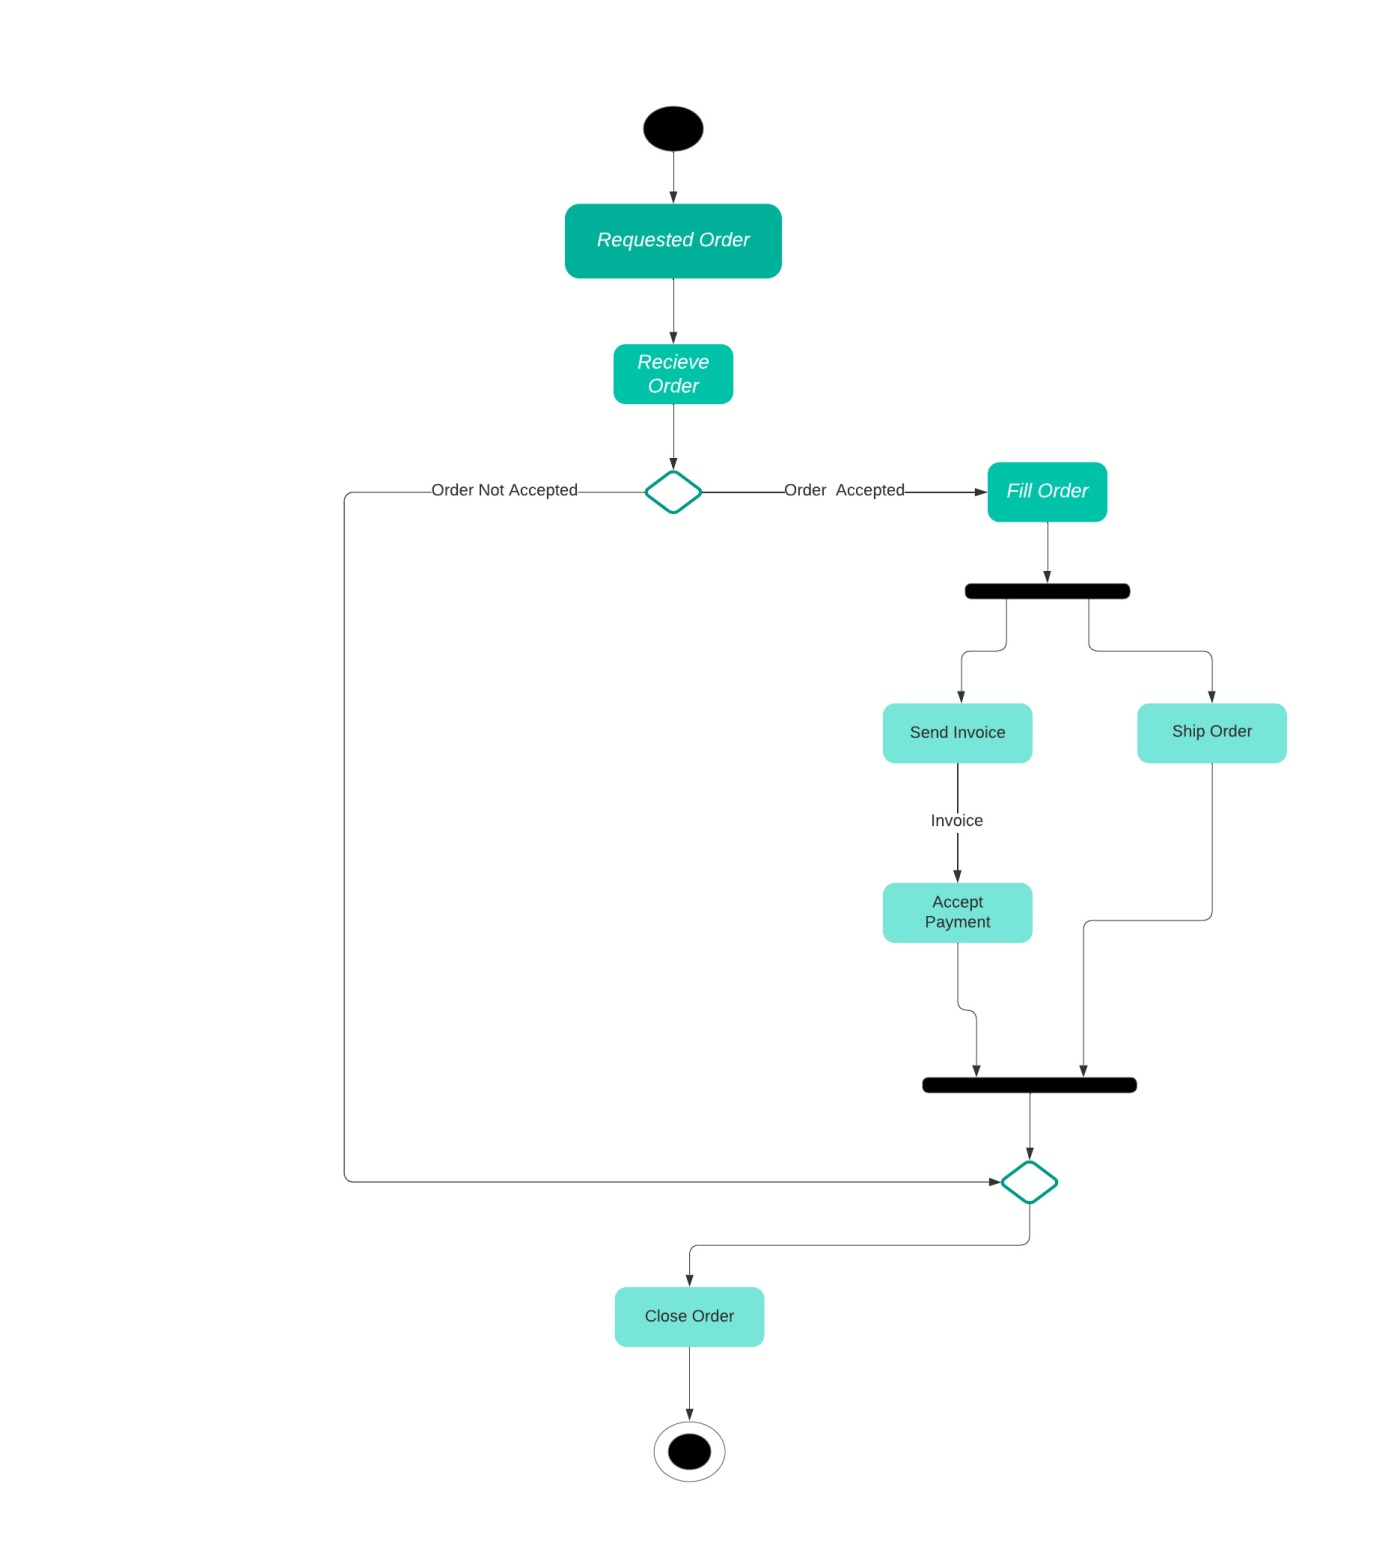 Requested Order
Recieve
Order
Order Not Accepted
Order  Accepted
Fill Order
Send Invoice
Ship Order
Invoice
Accept
Payment
Close Order